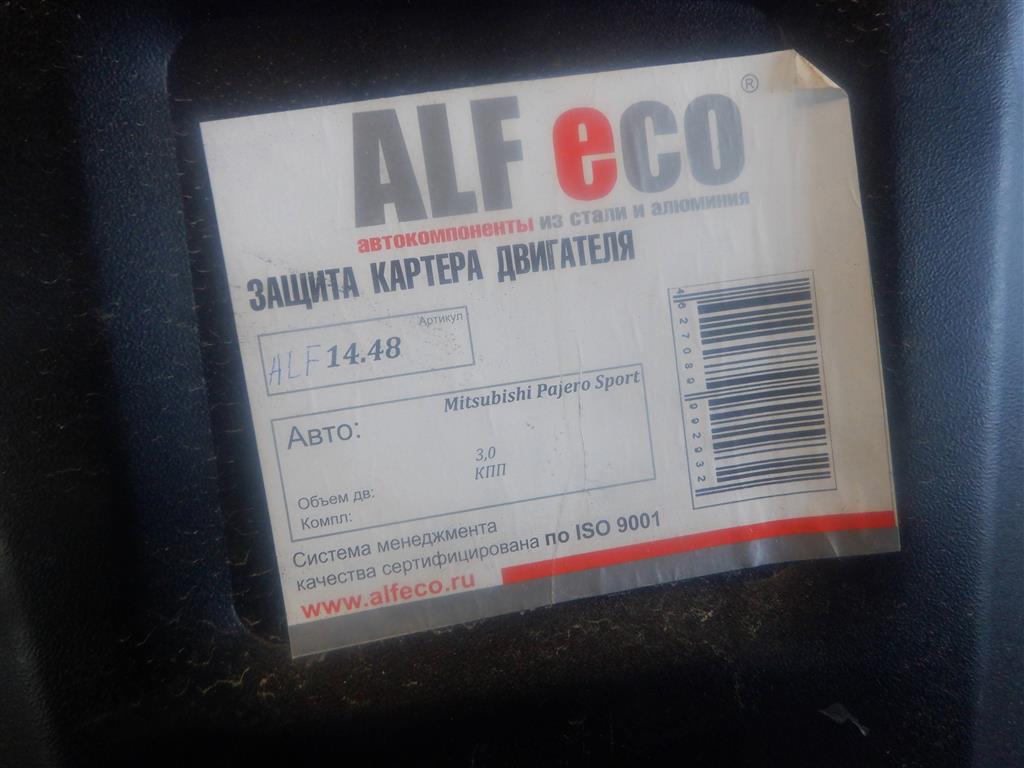 ALF eco ®
автокомпоненты из стали и алюминия
ЗАЩИТА КАРТЕРА ДВИГАТЕЛЯ
Артикул
ALF 14.48
Mitsubishi Pajero Sport
Авто:
3,0
Объем дв:
КПП
Компл:
4627089992932
Система менеджмента
качества сертифицирована по ISO 9001
www.alfeco.ru